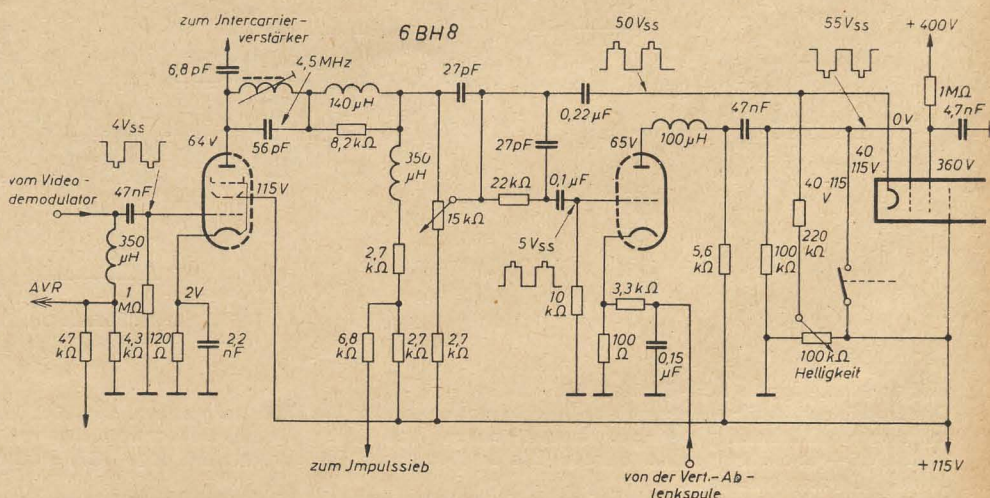 zum Jntercarrier-
verstärker
6BH8
50Vss
55Vss
+400V
6,8pF
4,5MHz
27pF
1MΩ
140µH
0,22µF
47nF
4,7nF
0V
4Vss
64V
56pF
8,2kΩ
27pF
65V
100µH
40
115V
360V
vom Video-
demodulator
47nF
115V
350
µH
22kΩ
0,1µF
40-115
V
15kΩ
350
µH
5Vss
5,6
kΩ
100
kΩ
220
kΩ
2,7
kΩ
AVR
1
MΩ
2V
10
kΩ
3,3kΩ
47
kΩ
4,3
kΩ
120
Ω
2,2
nF
6,8
kΩ
2,7
kΩ
2,7
kΩ
100
Ω
0,15
µF
100kΩ
Helligkeit
zum Jmpulssieb
von der Vert.-Ab-
lenkspule
+115V